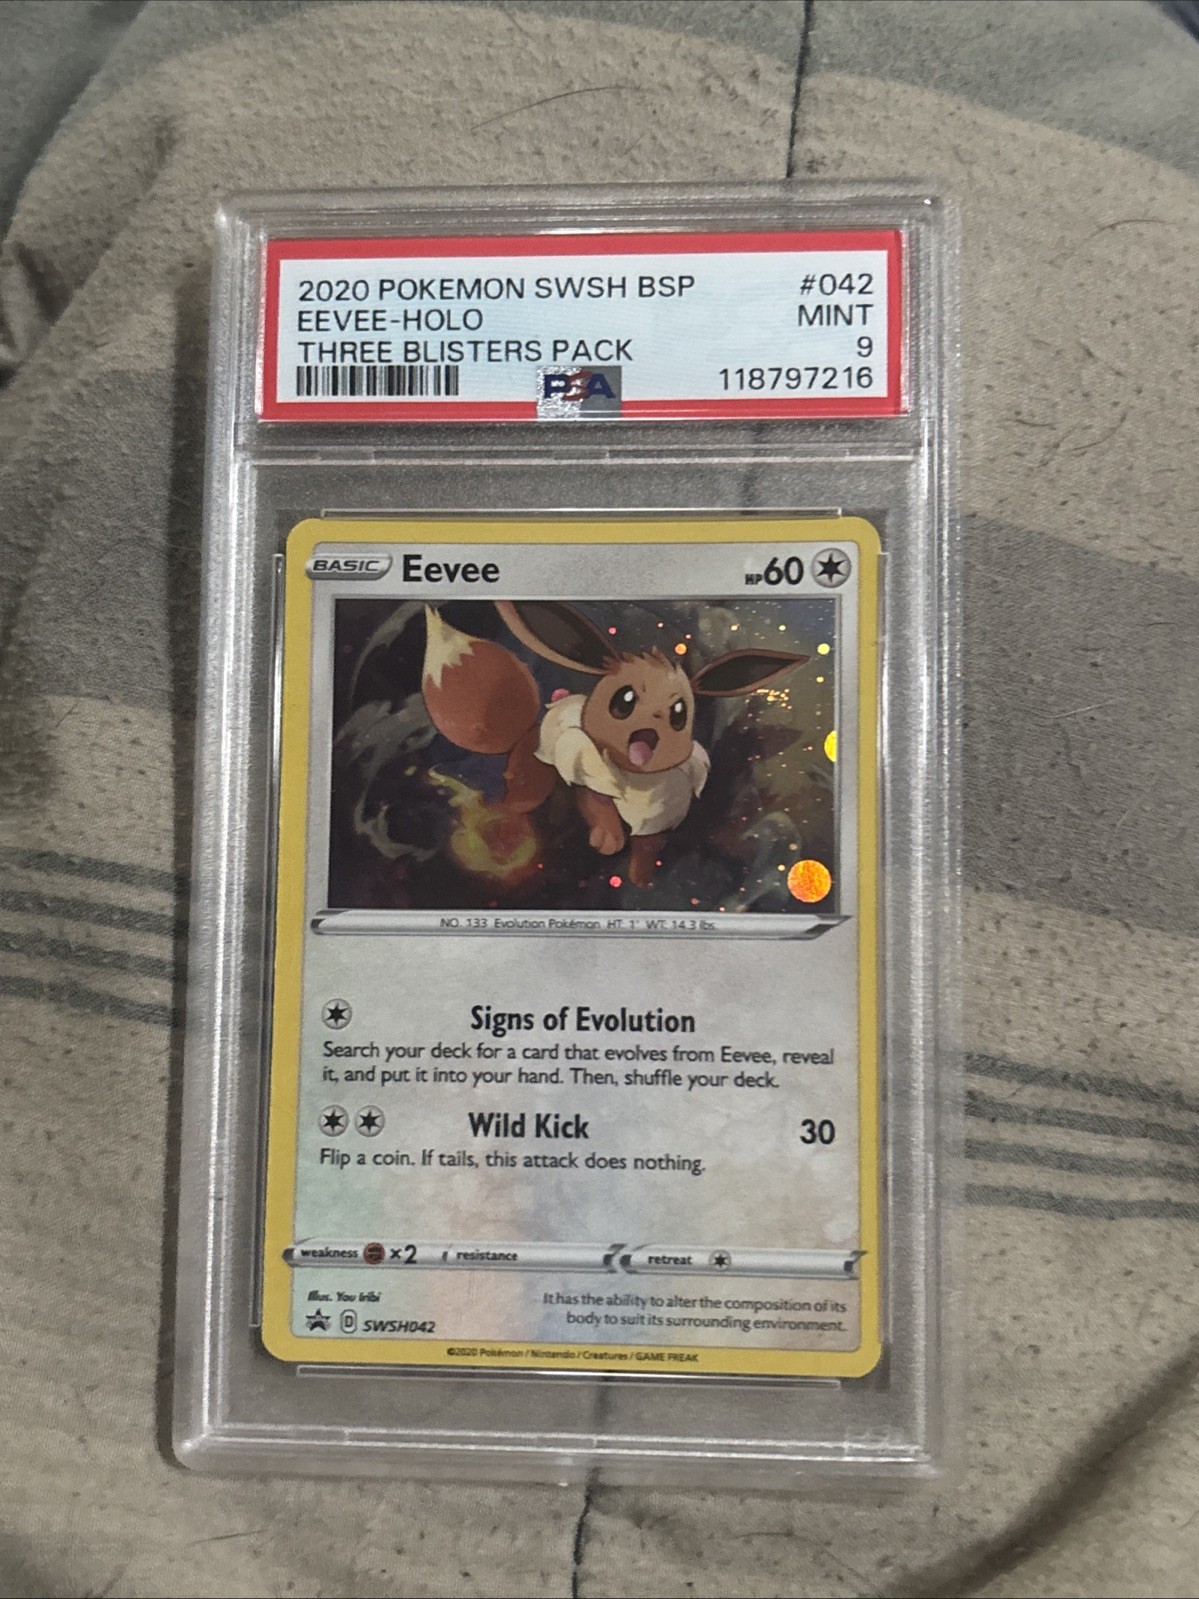 2020 POKEMON SWSH BSP #042
EEVEE-HOLO MINT
THREE BLISTERS PACK 9
PSA 118797216
BASIC Eevee HP60
NO. 133 Evolution Pokémon HT: 1' WT: 14.3 lbs.
Signs of Evolution
Search your deck for a card that evolves from Eevee, reveal
it, and put it into your hand. Then, shuffle your deck.
Wild Kick 30
Flip a coin. If tails, this attack does nothing.
weakness ×2 resistance retreat
Illus. You Iribi
It has the ability to alter the composition of its
body to suit its surrounding environment.
D SWSH042
©2020 Pokémon / Nintendo / Creatures / GAME FREAK